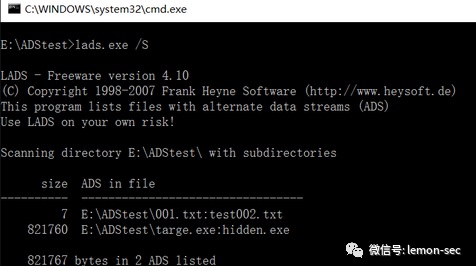 C:\WINDOWS\system32\cmd.exe
E:\ADStest>lads.exe /S
LADS - Freeware version 4.10
(C) Copyright 1998-2007 Frank Heyne Software (http://www.heysoft.de)
This program lists files with alternate data streams (ADS)
Use LADS on your own risk!
Scanning directory E:\ADStest\ with subdirectories
size  ADS in file
----------  ---------------------------------
7  E:\ADStest\001.txt:test002.txt
821760  E:\ADStest\targe.exe:hidden.exe
821767 bytes in 2 ADS listed
微信号: lemon-sec